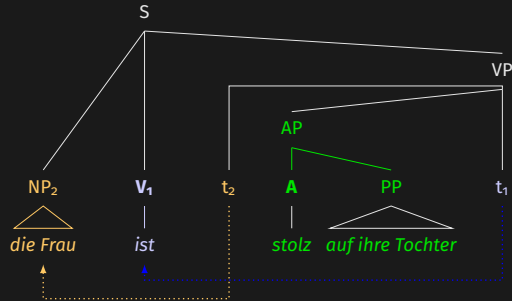 S
VP
AP
NP₂ V₁ t₂ A PP t₁
die Frau ist stolz auf ihre Tochter